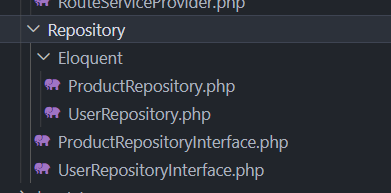 RouteServiceProvider.php
Repository
Eloquent
ProductRepository.php
UserRepository.php
ProductRepositoryInterface.php
UserRepositoryInterface.php